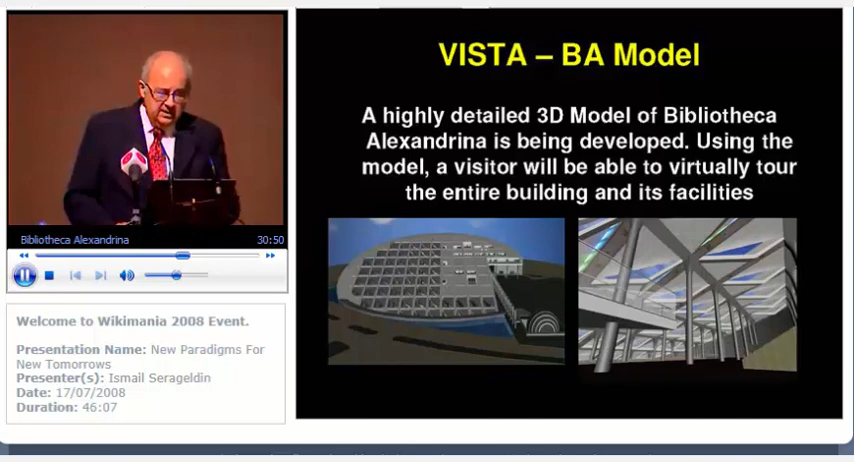 Bibliotheca Alexandrina 30:50
Welcome to Wikimania 2008 Event.
Presentation Name: New Paradigms For
New Tomorrows
Presenter(s): Ismail Serageldin
Date: 17/07/2008
Duration: 46:07
VISTA – BA Model
A highly detailed 3D Model of Bibliotheca
Alexandrina is being developed. Using the
model, a visitor will be able to virtually tour
the entire building and its facilities